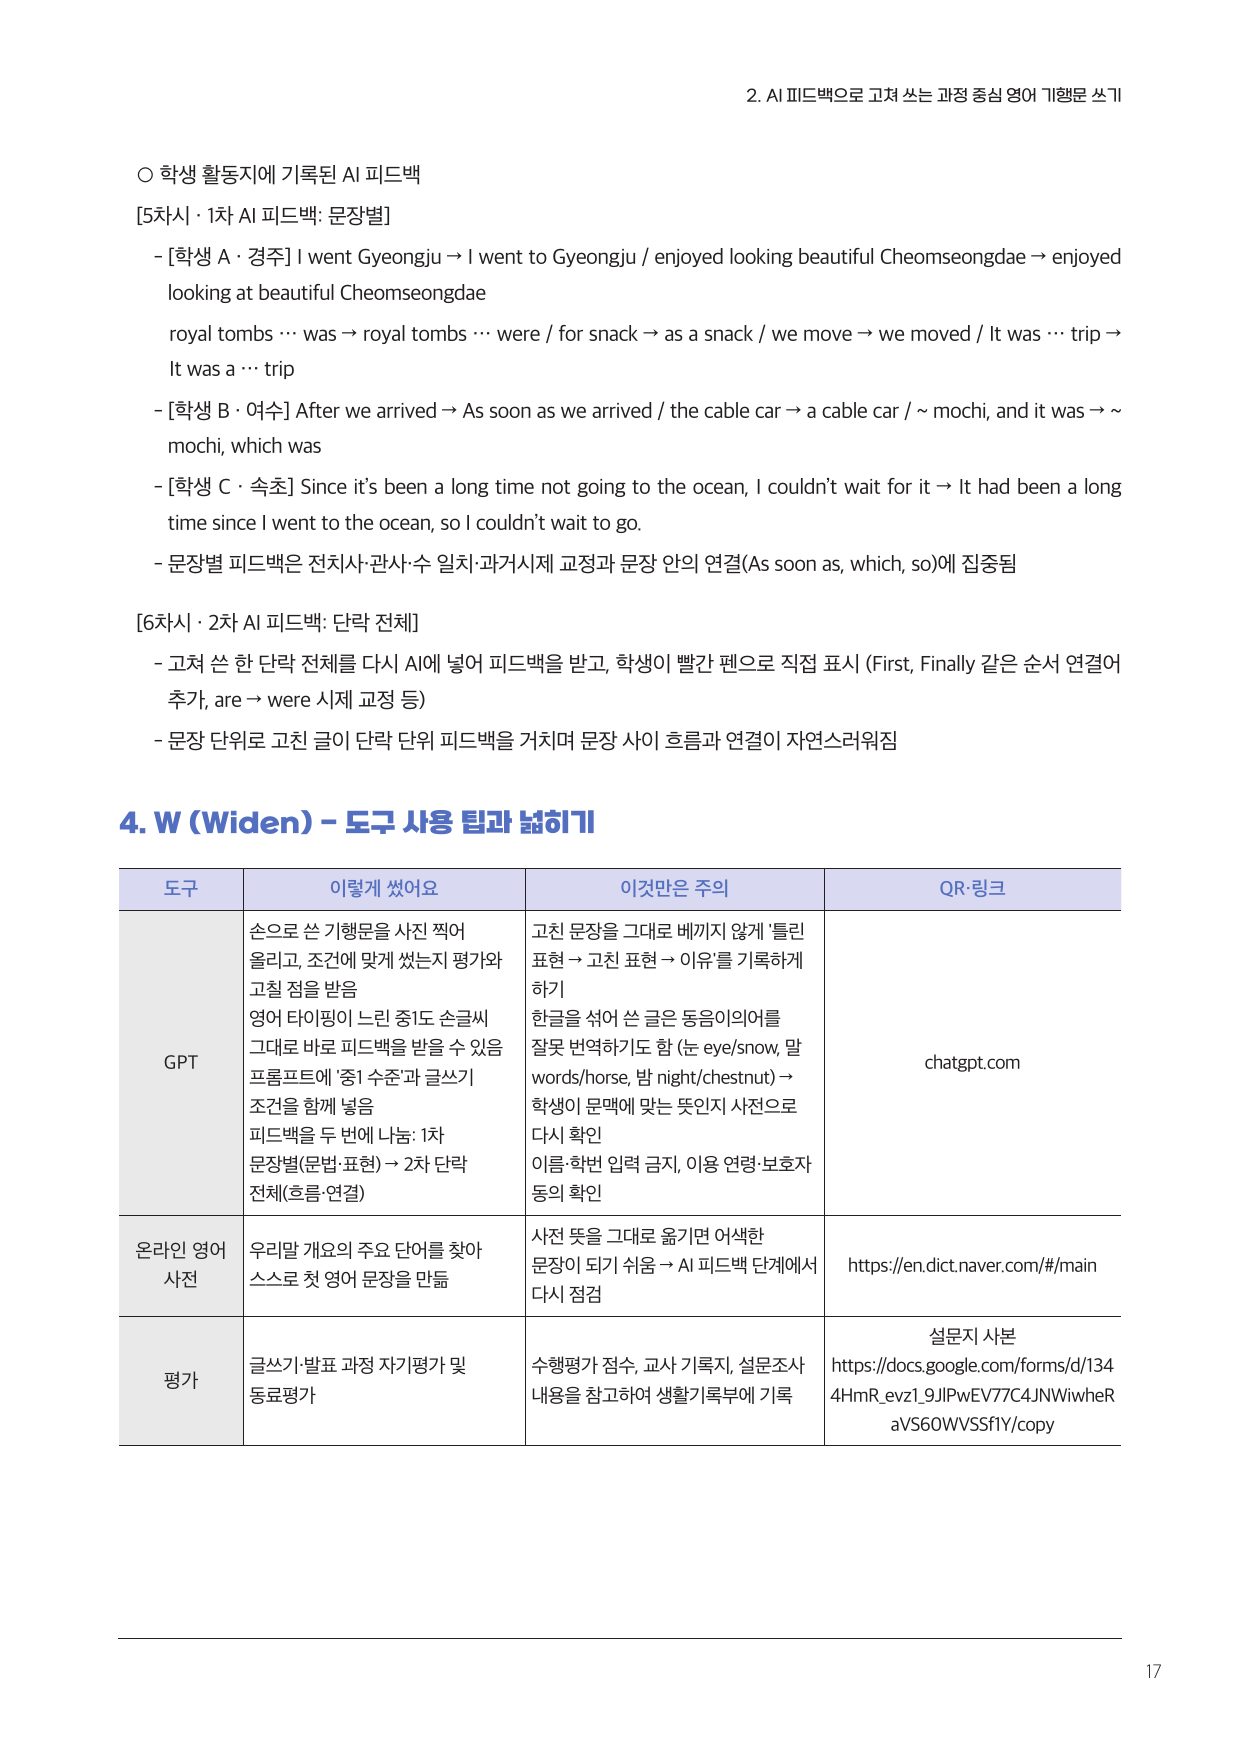 2. AI 피드백으로 고쳐 쓰는 과정 중심 영어 기행문 쓰기
○ 학생 활동지에 기록된 AI 피드백
[5차시 · 1차 AI 피드백: 문장별]
- [학생 A · 경주] I went Gyeongju → I went to Gyeongju / enjoyed looking beautiful Cheomseongdae → enjoyed
looking at beautiful Cheomseongdae
royal tombs ⋯ was → royal tombs ⋯ were / for snack → as a snack / we move → we moved / It was ⋯ trip →
It was a ⋯ trip
- [학생 B · 여수] After we arrived → As soon as we arrived / the cable car → a cable car / ~ mochi, and it was → ~
mochi, which was
- [학생 C · 속초] Since it’s been a long time not going to the ocean, I couldn’t wait for it → It had been a long
time since I went to the ocean, so I couldn’t wait to go.
- 문장별 피드백은 전치사·관사·수 일치·과거시제 교정과 문장 안의 연결(As soon as, which, so)에 집중됨
[6차시 · 2차 AI 피드백: 단락 전체]
- 고쳐 쓴 한 단락 전체를 다시 AI에 넣어 피드백을 받고, 학생이 빨간 펜으로 직접 표시 (First, Finally 같은 순서 연결어
추가, are → were 시제 교정 등)
- 문장 단위로 고친 글이 단락 단위 피드백을 거치며 문장 사이 흐름과 연결이 자연스러워짐
4. W (Widen) - 도구 사용 팁과 넓히기
도구 이렇게 썼어요 이것만은 주의 QR·링크
GPT
손으로 쓴 기행문을 사진 찍어
올리고, 조건에 맞게 썼는지 평가와
고칠 점을 받음
영어 타이핑이 느린 중1도 손글씨
그대로 바로 피드백을 받을 수 있음
프롬프트에 '중1 수준'과 글쓰기
조건을 함께 넣음
피드백을 두 번에 나눔: 1차
문장별(문법·표현) → 2차 단락
전체(흐름·연결)
고친 문장을 그대로 베끼지 않게 '틀린
표현 → 고친 표현 → 이유'를 기록하게
하기
한글을 섞어 쓴 글은 동음이의어를
잘못 번역하기도 함 (눈 eye/snow, 말
words/horse, 밤 night/chestnut) →
학생이 문맥에 맞는 뜻인지 사전으로
다시 확인
이름·학번 입력 금지, 이용 연령·보호자
동의 확인
chatgpt.com
온라인 영어
사전
우리말 개요의 주요 단어를 찾아
스스로 첫 영어 문장을 만듦
사전 뜻을 그대로 옮기면 어색한
문장이 되기 쉬움 → AI 피드백 단계에서
다시 점검
https://en.dict.naver.com/#/main
평가
글쓰기·발표 과정 자기평가 및
동료평가
수행평가 점수, 교사 기록지, 설문조사
내용을 참고하여 생활기록부에 기록
설문지 사본
https://docs.google.com/forms/d/134
4HmR_evz1_9JlPwEV77C4JNWiwheR
aVS60WVSSf1Y/copy
17